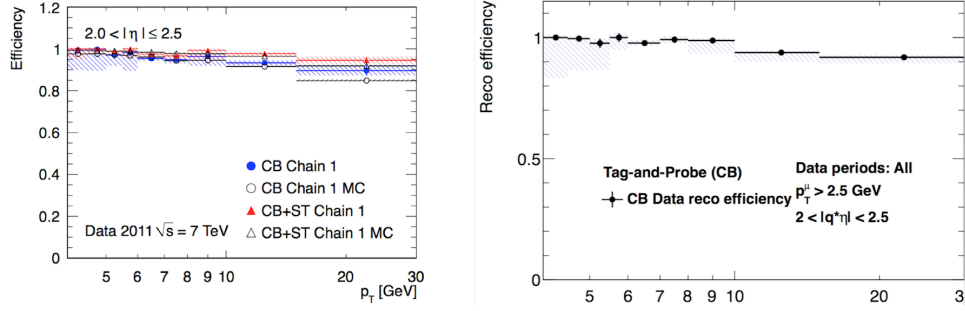 Efficiency
1.2
1
0.8
0.6
0.4
0.2
0
2.0 < | η | ≤ 2.5
CB Chain 1
CB Chain 1 MC
CB+ST Chain 1
CB+ST Chain 1 MC
Data 2011 √s = 7 TeV
5 6 7 8 9 10 20 30
p_T [GeV]
Reco efficiency
1
0.5
0
Tag-and-Probe (CB)
CB Data reco efficiency
Data periods: All
p_T^μ > 2.5 GeV
2 < |q*η| < 2.5
5 6 7 8 9 10 20 3